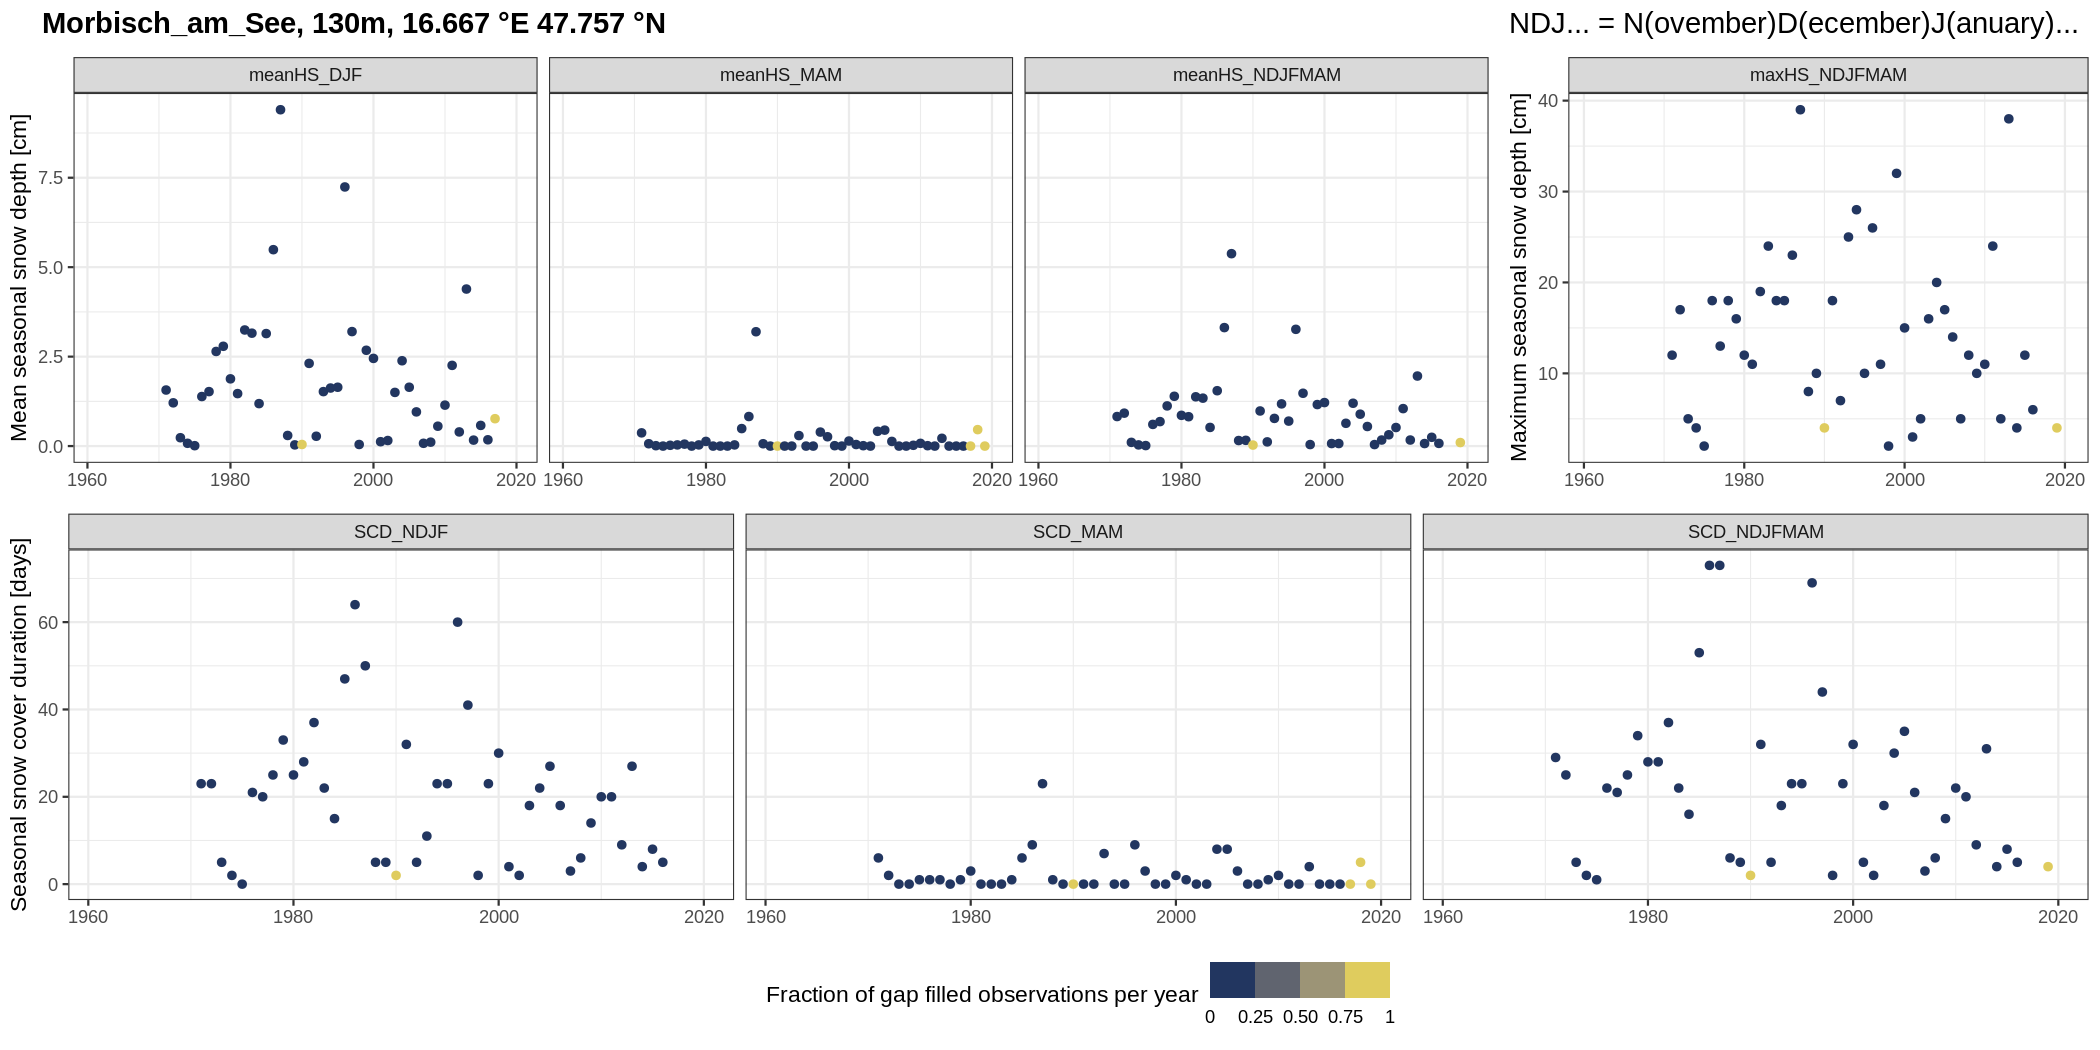 Morbisch_am_See, 130m, 16.667 °E 47.757 °N
NDJ... = N(ovember)D(ecember)J(anuary)...
meanHS_DJF
meanHS_MAM
meanHS_NDJFMAM
maxHS_NDJFMAM
Mean seasonal snow depth [cm]
7.5
5.0
2.5
0.0
1960 1980 2000 2020
1960 1980 2000 2020
1960 1980 2000 2020
Maximum seasonal snow depth [cm]
40
30
20
10
1960 1980 2000 2020
SCD_NDJF
SCD_MAM
SCD_NDJFMAM
Seasonal snow cover duration [days]
60
40
20
0
1960 1980 2000 2020
1960 1980 2000 2020
1960 1980 2000 2020
Fraction of gap filled observations per year
0 0.25 0.50 0.75 1